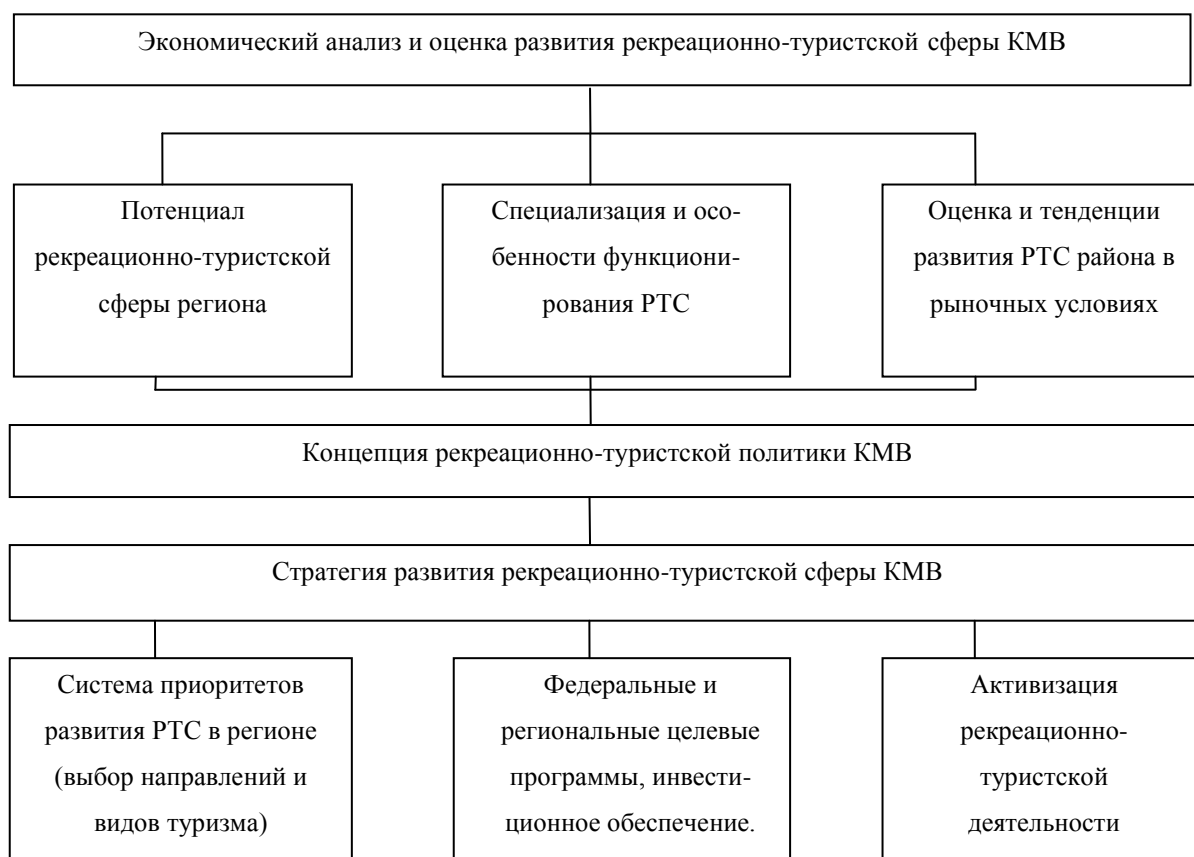 Экономический анализ и оценка развития рекреационно-туристской сферы КМВ
Потенциал
рекреационно-туристской
сферы региона
Специализация и осо-
бенности функциони-
рования РТС
Оценка и тенденции
развития РТС района в
рыночных условиях
Концепция рекреационно-туристской политики КМВ
Стратегия развития рекреационно-туристской сферы КМВ
Система приоритетов
развития РТС в регионе
(выбор направлений и
видов туризма)
Федеральные и
региональные целевые
программы, инвести-
ционное обеспечение.
Активизация
рекреационно-
туристской
деятельности